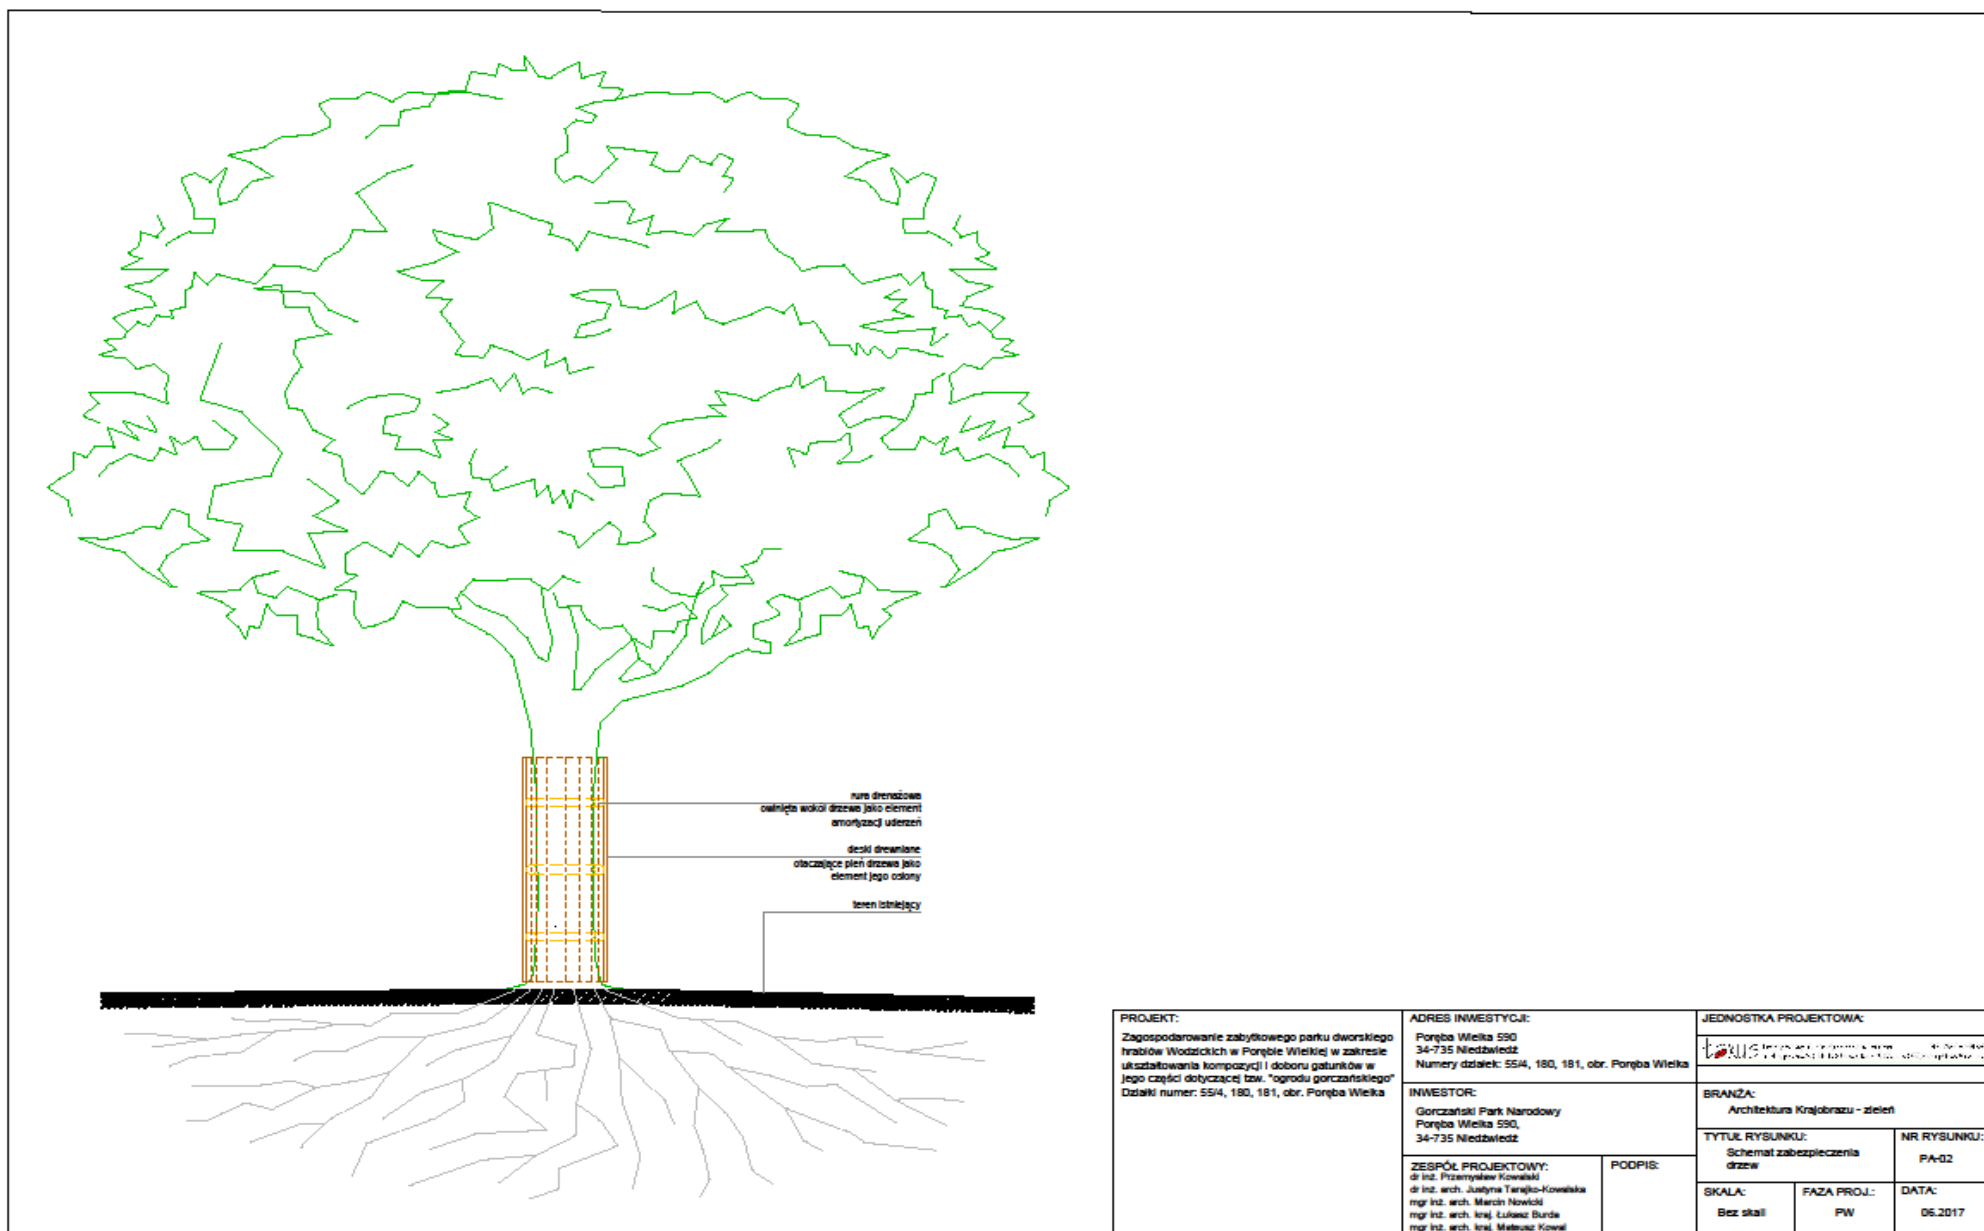 rura drenażowa
owinięta wokół drzewa jako element
amortyzacji uderzeń
deski drewniane
otaczające pień drzewa jako
element jego osłony
teren istniejący
PROJEKT:
Zagospodarowanie zabytkowego parku dworskiego
hrabiów Wodzickich w Porębie Wielkiej w zakresie
ukształtowania kompozycji i doboru gatunków w
jego części dotyczącej tzw. "ogrodu gorczańskiego"
Działki numer: 55/4, 180, 181, obr. Poręba Wielka
ADRES INWESTYCJI:
Poręba Wielka 590
34-735 Niedźwiedź
Numery działek: 55/4, 180, 181, obr. Poręba Wielka
INWESTOR:
Gorczański Park Narodowy
Poręba Wielka 590,
34-735 Niedźwiedź
ZESPÓŁ PROJEKTOWY:
dr inż. Przemysław Kowalski
dr inż. arch. Justyna Tarajko-Kowalska
mgr inż. arch. Marcin Nowicki
mgr inż. arch. kraj. Łukasz Burda
mgr inż. arch. kraj. Mateusz Kowal
PODPIS:
JEDNOSTKA PROJEKTOWA:
BRANŻA:
Architektura Krajobrazu - zieleń
TYTUŁ RYSUNKU:
Schemat zabezpieczenia
drzew
NR RYSUNKU:
PA-02
SKALA:
Bez skali
FAZA PROJ.:
PW
DATA:
06.2017